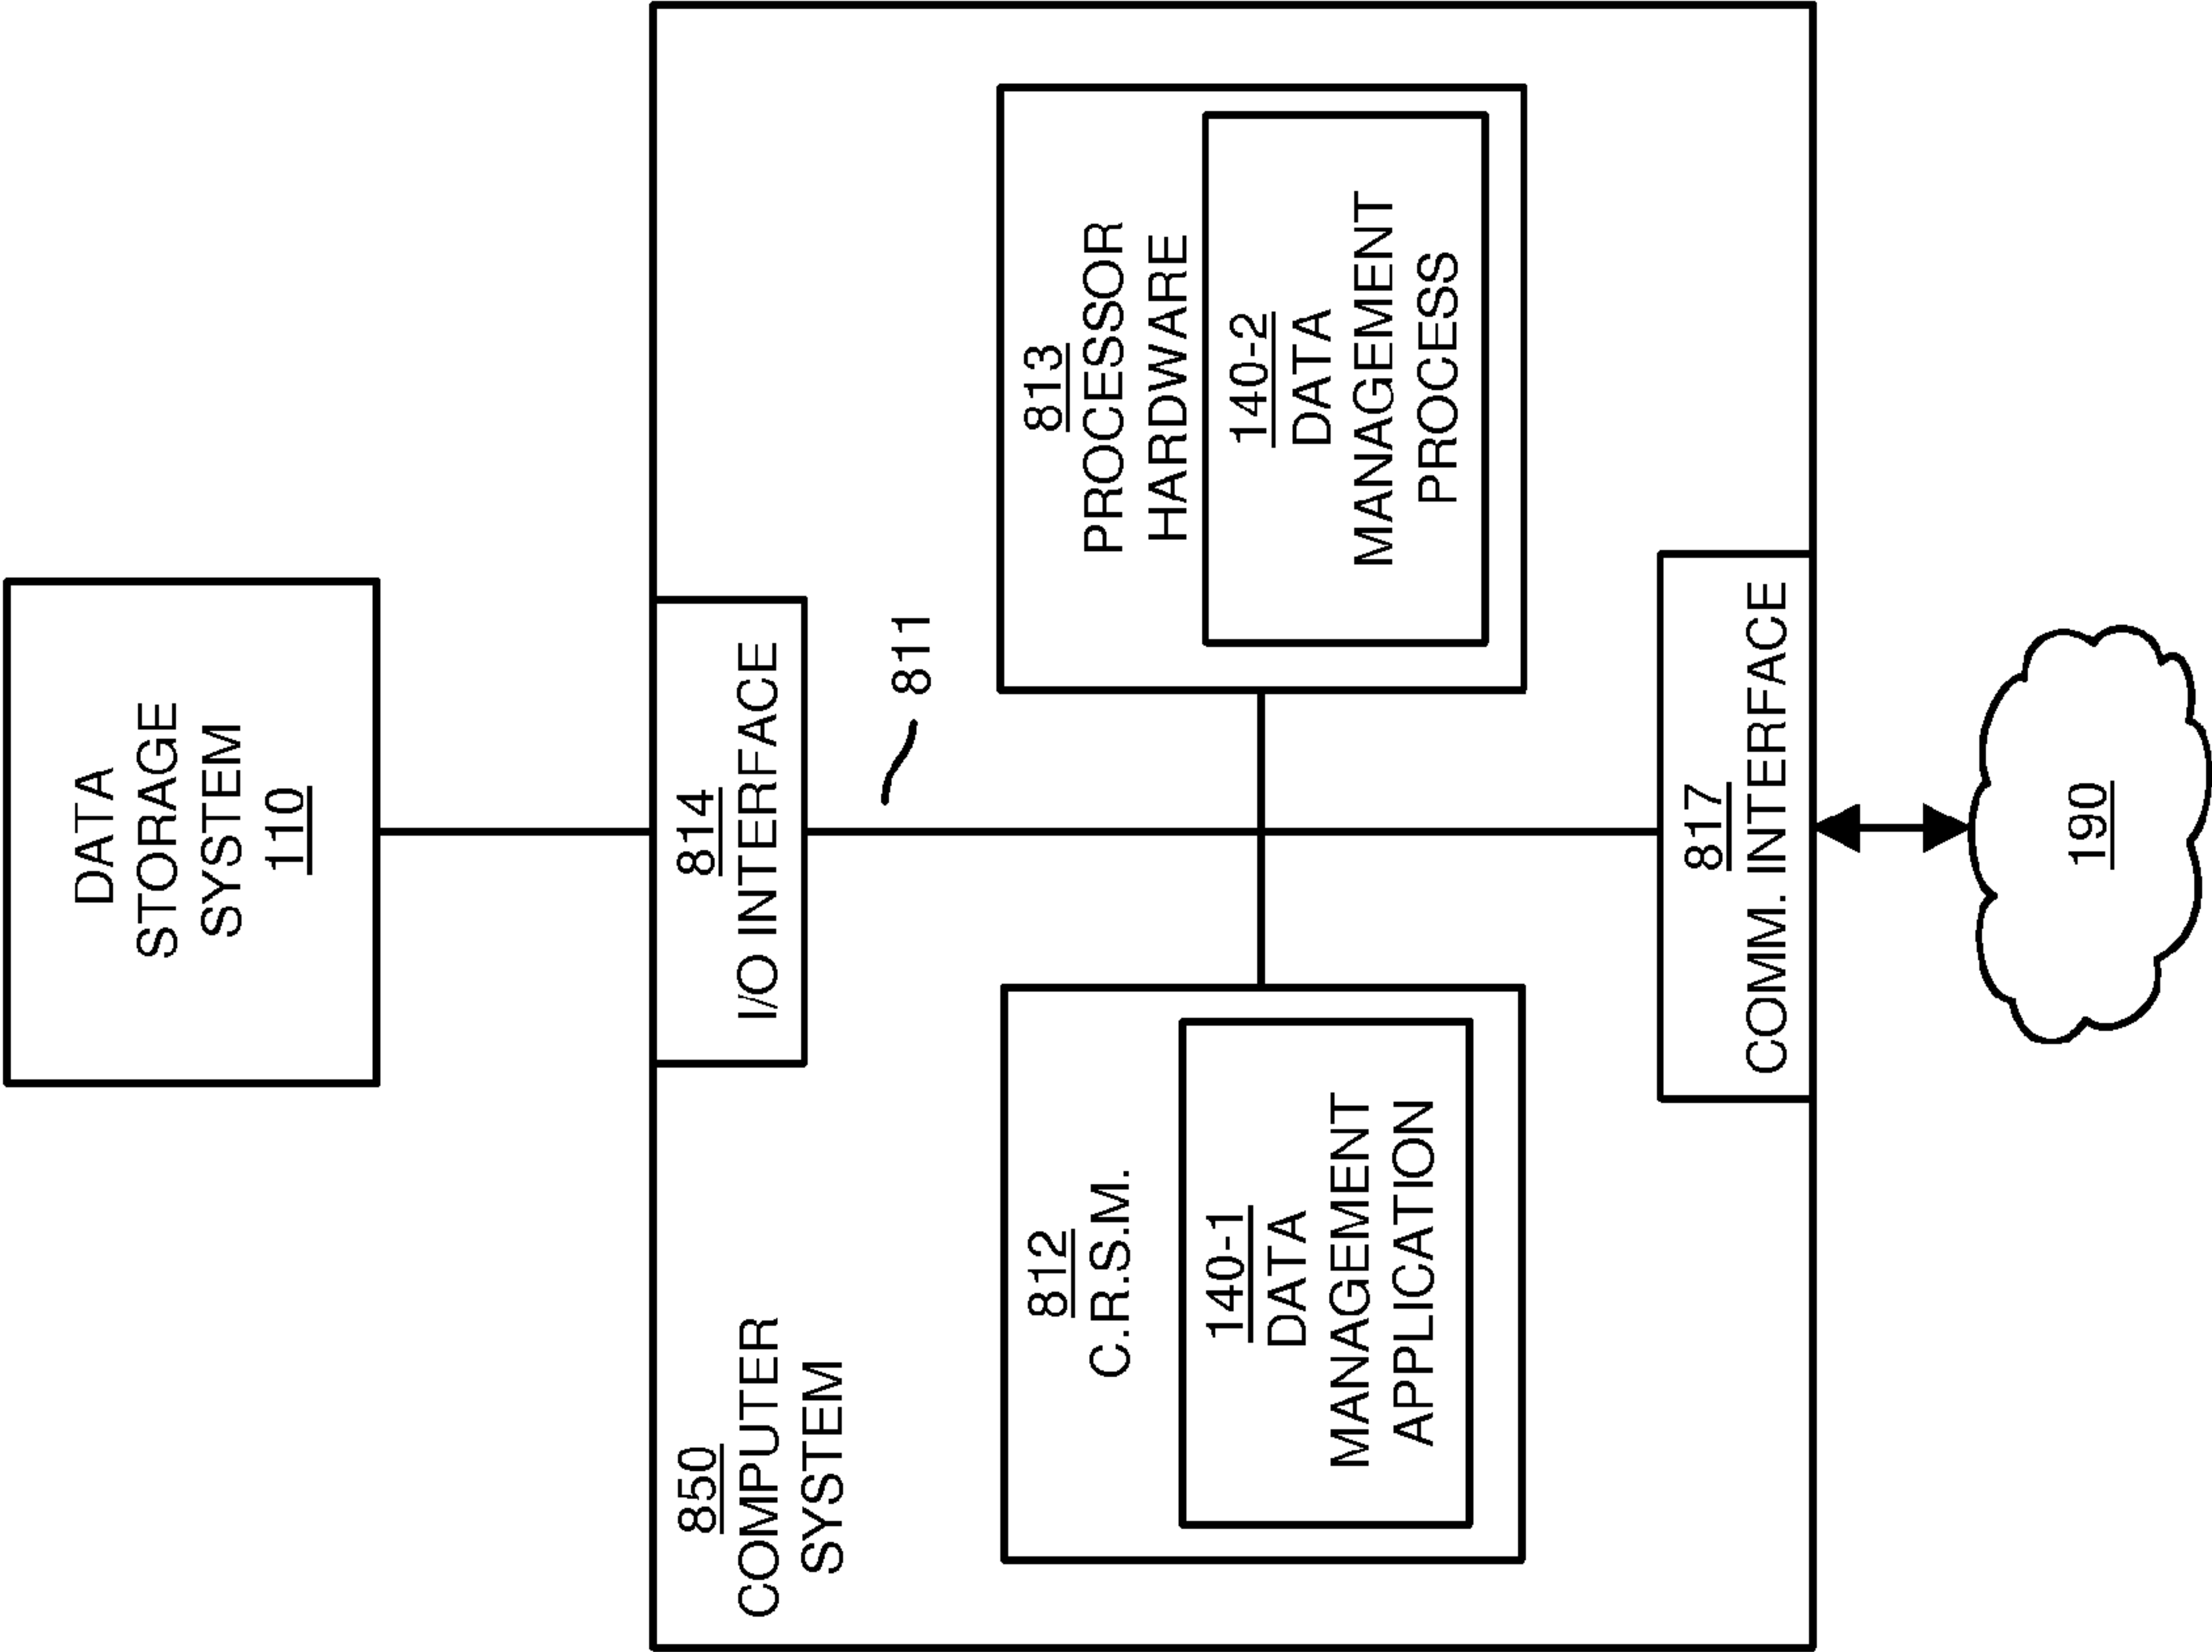 DATA
STORAGE
SYSTEM
110
850
COMPUTER
SYSTEM
814
I/O INTERFACE
811
812
C.R.S.M.
140-1
DATA
MANAGEMENT
APPLICATION
813
PROCESSOR
HARDWARE
140-2
DATA
MANAGEMENT
PROCESS
817
COMM. INTERFACE
190